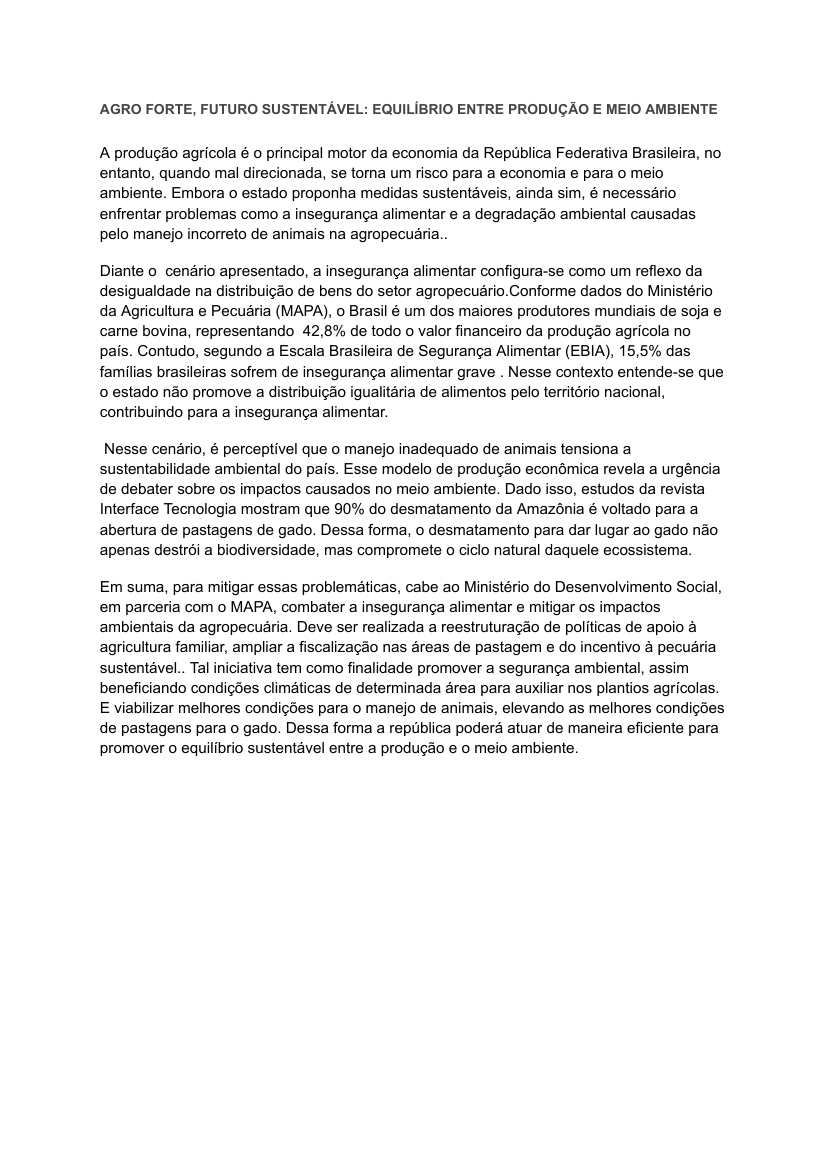 AGRO FORTE, FUTURO SUSTENTÁVEL: EQUILÍBRIO ENTRE PRODUÇÃO E MEIO AMBIENTE
A produção agrícola é o principal motor da economia da República Federativa Brasileira, no
entanto, quando mal direcionada, se torna um risco para a economia e para o meio
ambiente. Embora o estado proponha medidas sustentáveis, ainda sim, é necessário
enfrentar problemas como a insegurança alimentar e a degradação ambiental causadas
pelo manejo incorreto de animais na agropecuária..
Diante o  cenário apresentado, a insegurança alimentar configura-se como um reflexo da
desigualdade na distribuição de bens do setor agropecuário.Conforme dados do Ministério
da Agricultura e Pecuária (MAPA), o Brasil é um dos maiores produtores mundiais de soja e
carne bovina, representando  42,8% de todo o valor financeiro da produção agrícola no
país. Contudo, segundo a Escala Brasileira de Segurança Alimentar (EBIA), 15,5% das
famílias brasileiras sofrem de insegurança alimentar grave . Nesse contexto entende-se que
o estado não promove a distribuição igualitária de alimentos pelo território nacional,
contribuindo para a insegurança alimentar.
Nesse cenário, é perceptível que o manejo inadequado de animais tensiona a
sustentabilidade ambiental do país. Esse modelo de produção econômica revela a urgência
de debater sobre os impactos causados no meio ambiente. Dado isso, estudos da revista
Interface Tecnologia mostram que 90% do desmatamento da Amazônia é voltado para a
abertura de pastagens de gado. Dessa forma, o desmatamento para dar lugar ao gado não
apenas destrói a biodiversidade, mas compromete o ciclo natural daquele ecossistema.
Em suma, para mitigar essas problemáticas, cabe ao Ministério do Desenvolvimento Social,
em parceria com o MAPA, combater a insegurança alimentar e mitigar os impactos
ambientais da agropecuária. Deve ser realizada a reestruturação de políticas de apoio à
agricultura familiar, ampliar a fiscalização nas áreas de pastagem e do incentivo à pecuária
sustentável.. Tal iniciativa tem como finalidade promover a segurança ambiental, assim
beneficiando condições climáticas de determinada área para auxiliar nos plantios agrícolas.
E viabilizar melhores condições para o manejo de animais, elevando as melhores condições
de pastagens para o gado. Dessa forma a república poderá atuar de maneira eficiente para
promover o equilíbrio sustentável entre a produção e o meio ambiente.